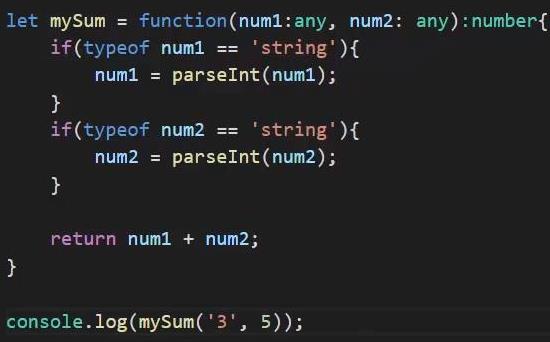 let mySum = function(num1:any, num2: any):number{
    if(typeof num1 == 'string'){
        num1 = parseInt(num1);
    }
    if(typeof num2 == 'string'){
        num2 = parseInt(num2);
    }

    return num1 + num2;
}

console.log(mySum('3', 5));